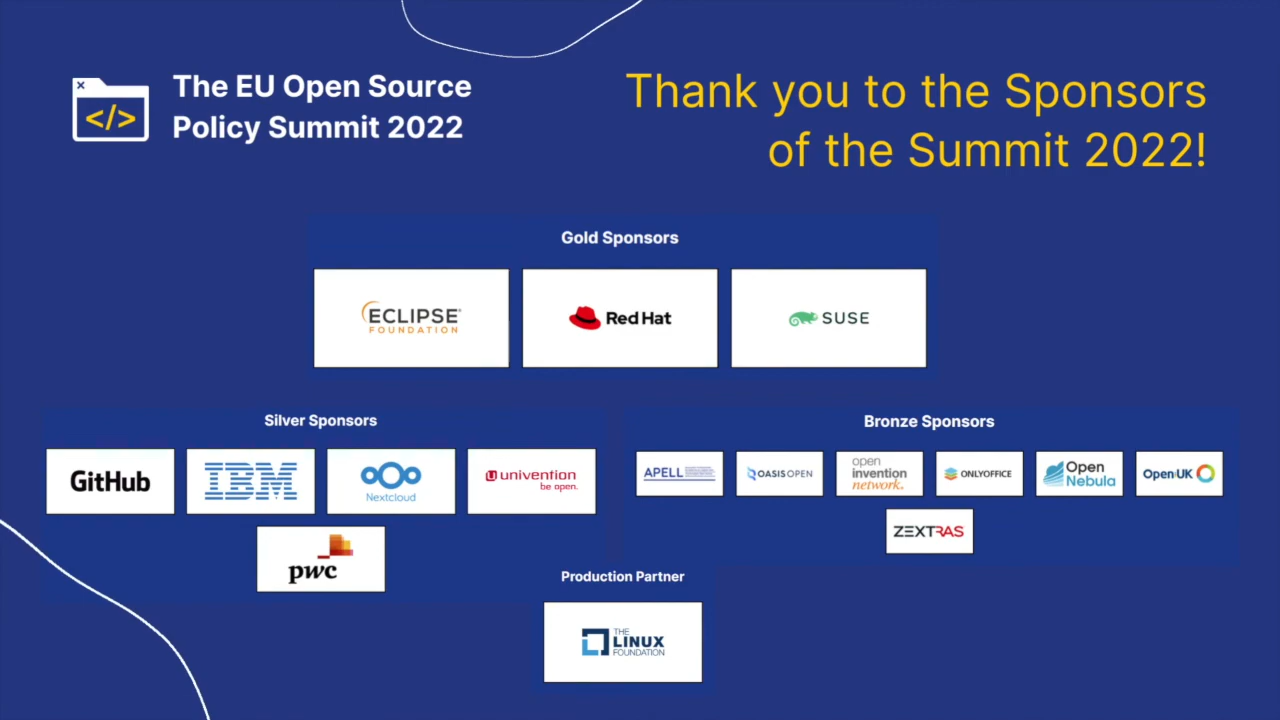 The EU Open Source
Policy Summit 2022
</>
Thank you to the Sponsors
of the Summit 2022!
Gold Sponsors
ECLIPSE
FOUNDATION
Red Hat
SUSE
Silver Sponsors
GitHub
IBM
Nextcloud
univention
be open.
pwc
Bronze Sponsors
APELL
OASIS OPEN
open
invention
network.
ONLYOFFICE
Open
Nebula
Open:UK
ZEXTRAS
Production Partner
THE
LINUX
FOUNDATION